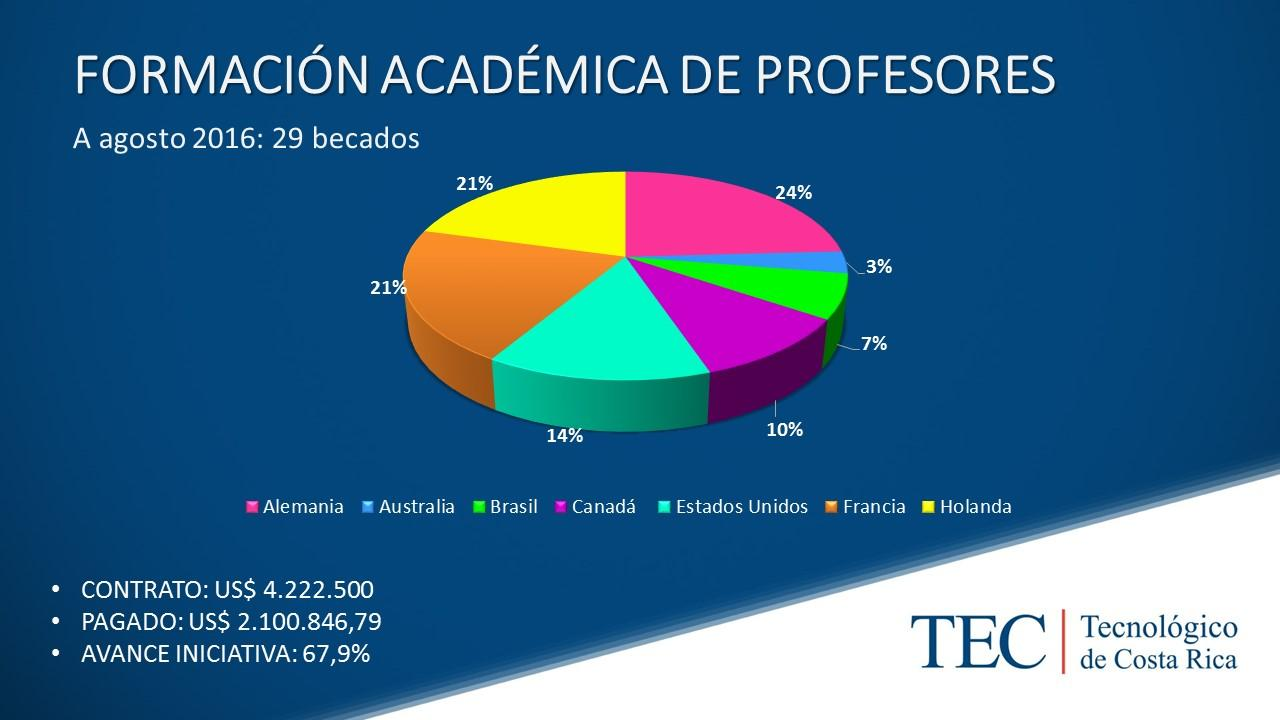 FORMACIÓN ACADÉMICA DE PROFESORES
A agosto 2016: 29 becados
21%
24%
3%
21%
7%
10%
14%
Alemania Australia Brasil Canadá Estados Unidos Francia Holanda
• CONTRATO: US$ 4.222.500
• PAGADO: US$ 2.100.846,79
• AVANCE INICIATIVA: 67,9%
TEC | Tecnológico
de Costa Rica